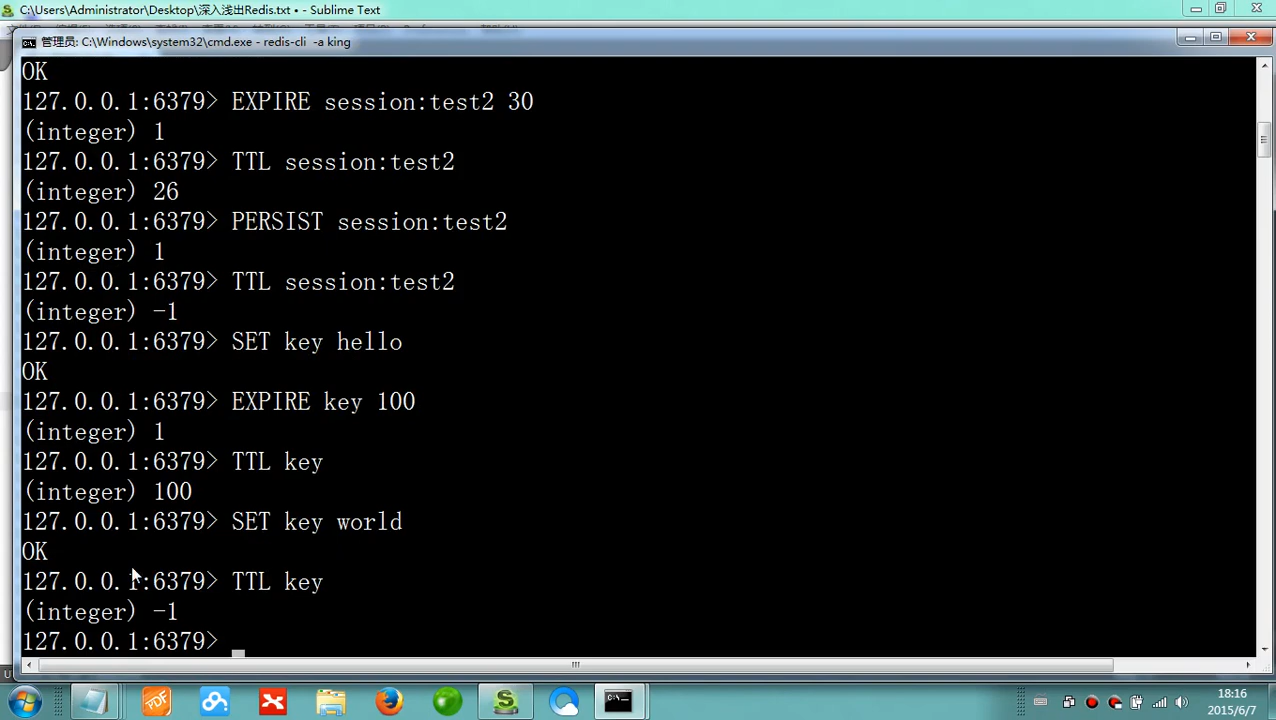 C:\Users\Administrator\Desktop\深入浅出Redis.txt • - Sublime Text
管理员: C:\Windows\system32\cmd.exe - redis-cli  -a king
OK
127.0.0.1:6379> EXPIRE session:test2 30
(integer) 1
127.0.0.1:6379> TTL session:test2
(integer) 26
127.0.0.1:6379> PERSIST session:test2
(integer) 1
127.0.0.1:6379> TTL session:test2
(integer) -1
127.0.0.1:6379> SET key hello
OK
127.0.0.1:6379> EXPIRE key 100
(integer) 1
127.0.0.1:6379> TTL key
(integer) 100
127.0.0.1:6379> SET key world
OK
127.0.0.1:6379> TTL key
(integer) -1
127.0.0.1:6379>
PDF
18:16
2015/6/7